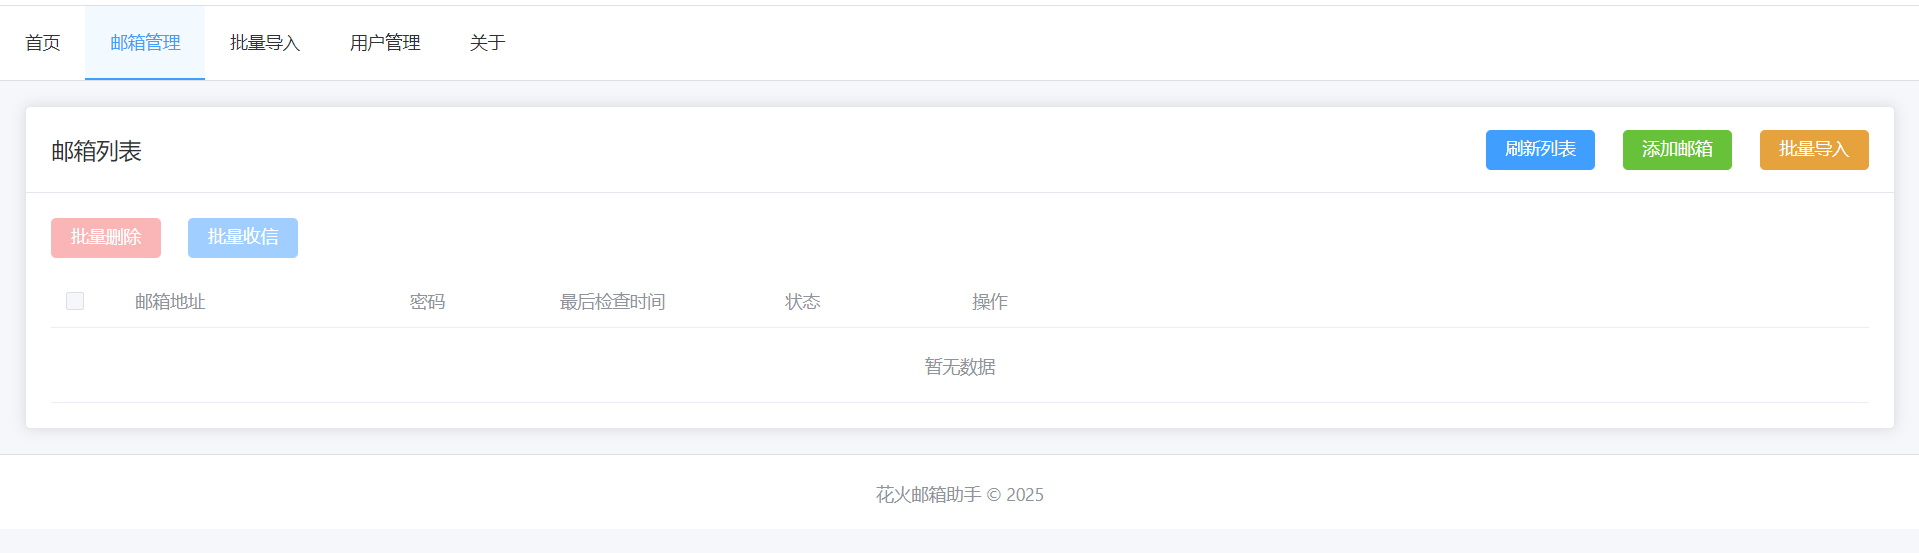 首页 邮箱管理 批量导入 用户管理 关于
邮箱列表 刷新列表 添加邮箱 批量导入
批量删除 批量收信
邮箱地址 密码 最后检查时间 状态 操作
暂无数据
花火邮箱助手 © 2025